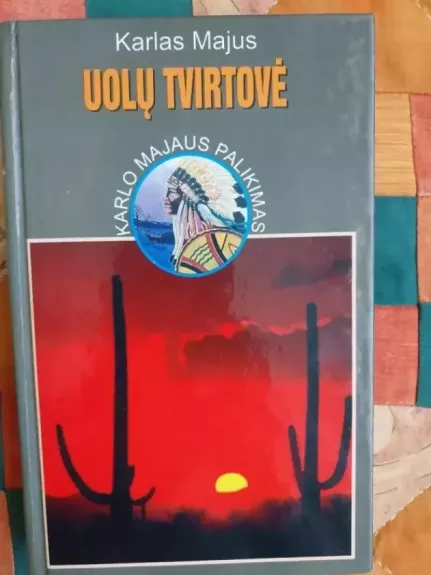 Karlas Majus
UOLŲ TVIRTOVĖ
KARLO MAJAUS PALIKIMAS